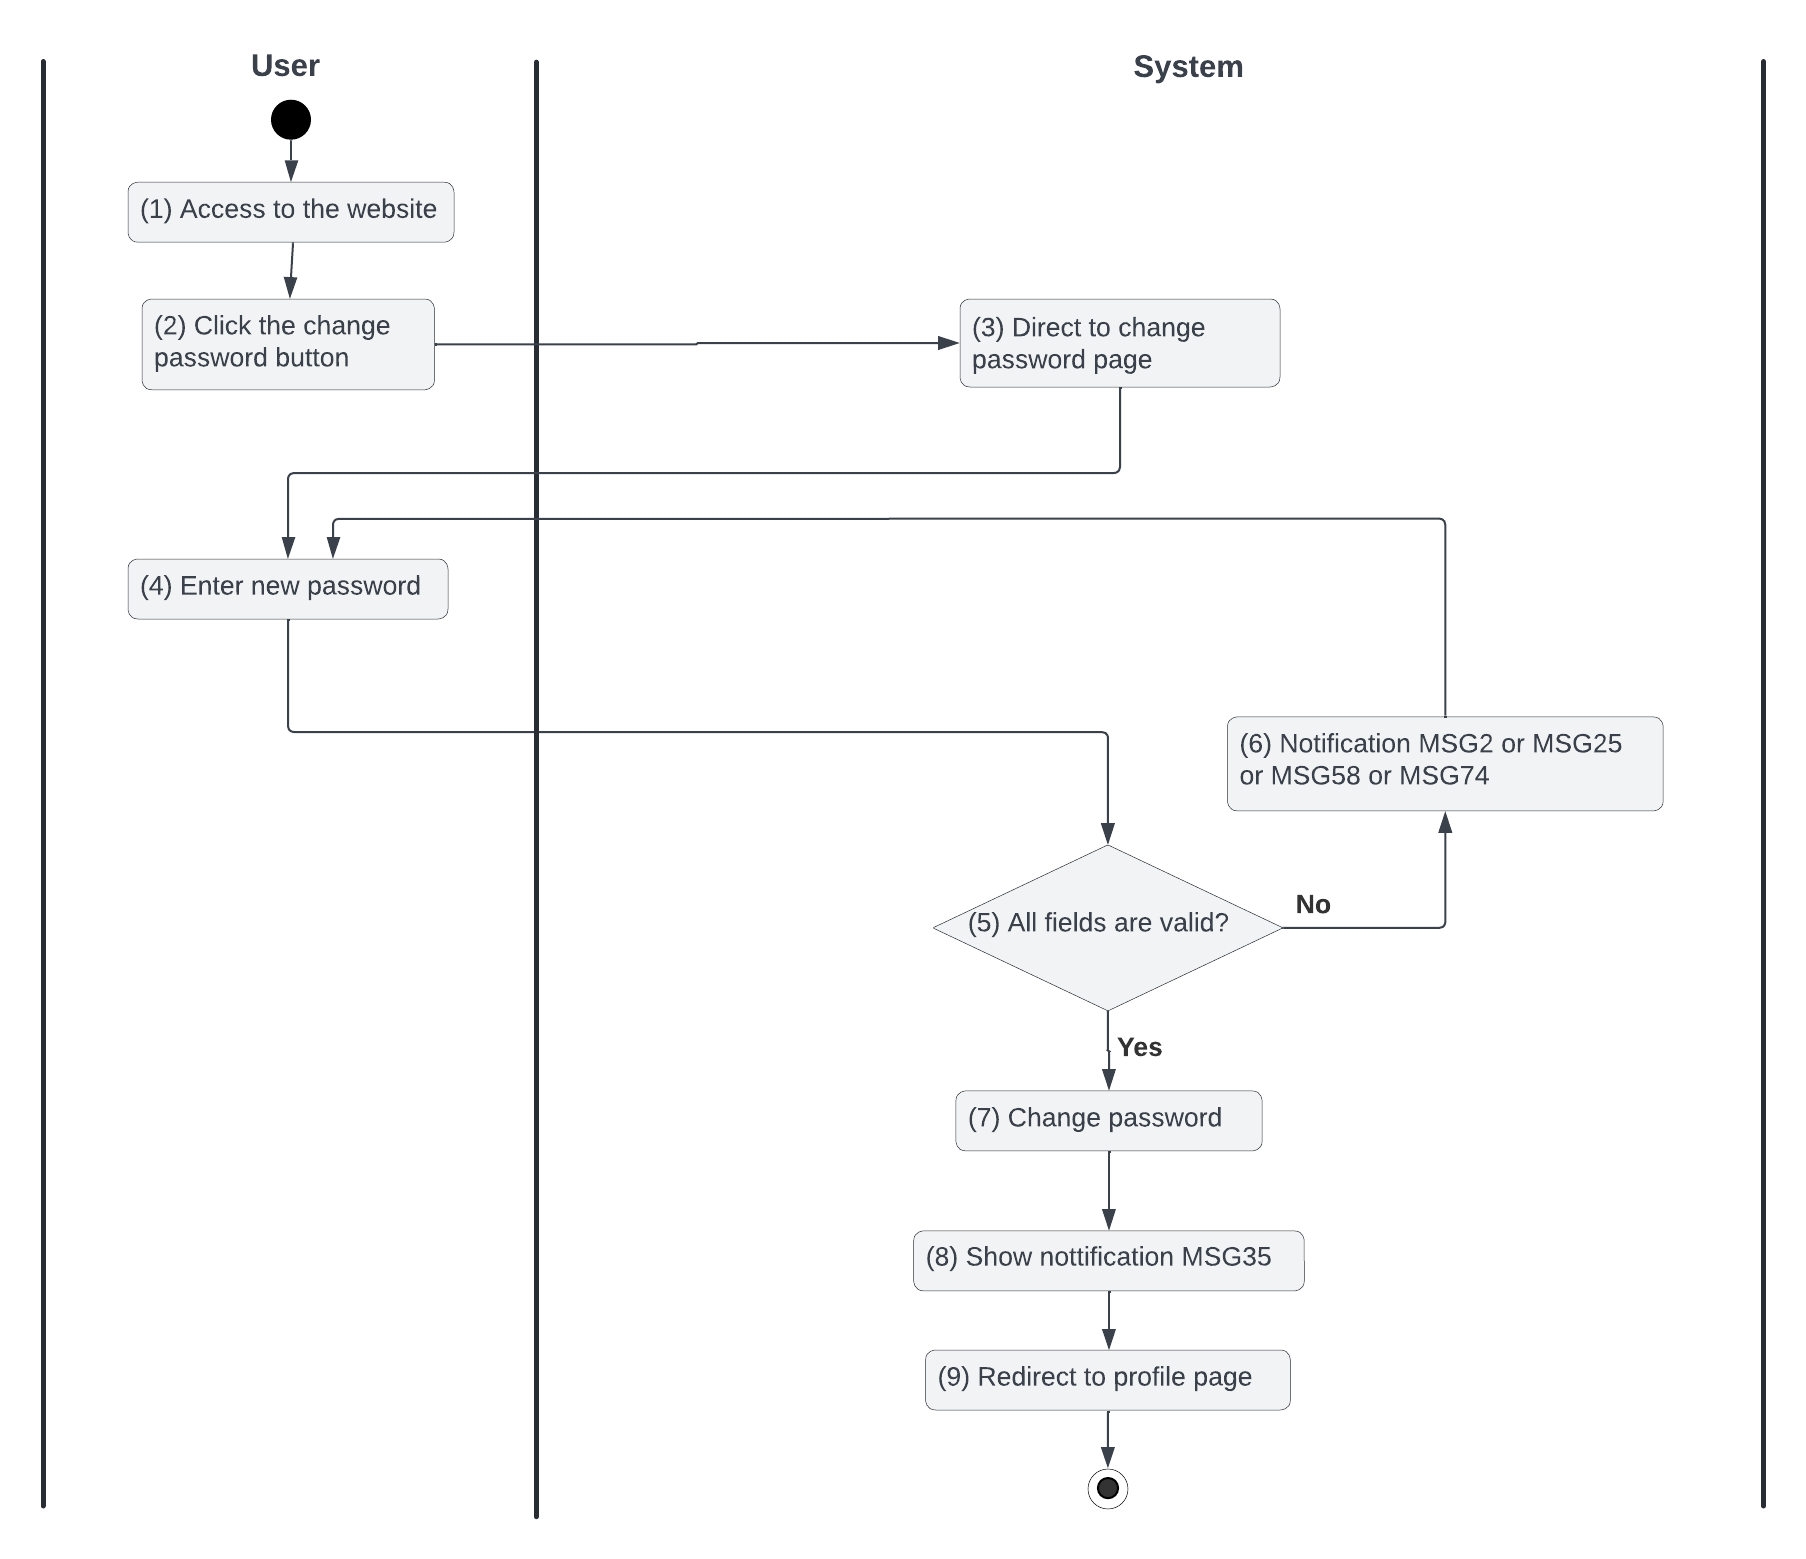 User
System
(1) Access to the website
(2) Click the change
password button
(3) Direct to change
password page
(4) Enter new password
(6) Notification MSG2 or MSG25
or MSG58 or MSG74
(5) All fields are valid?
No
Yes
(7) Change password
(8) Show nottification MSG35
(9) Redirect to profile page